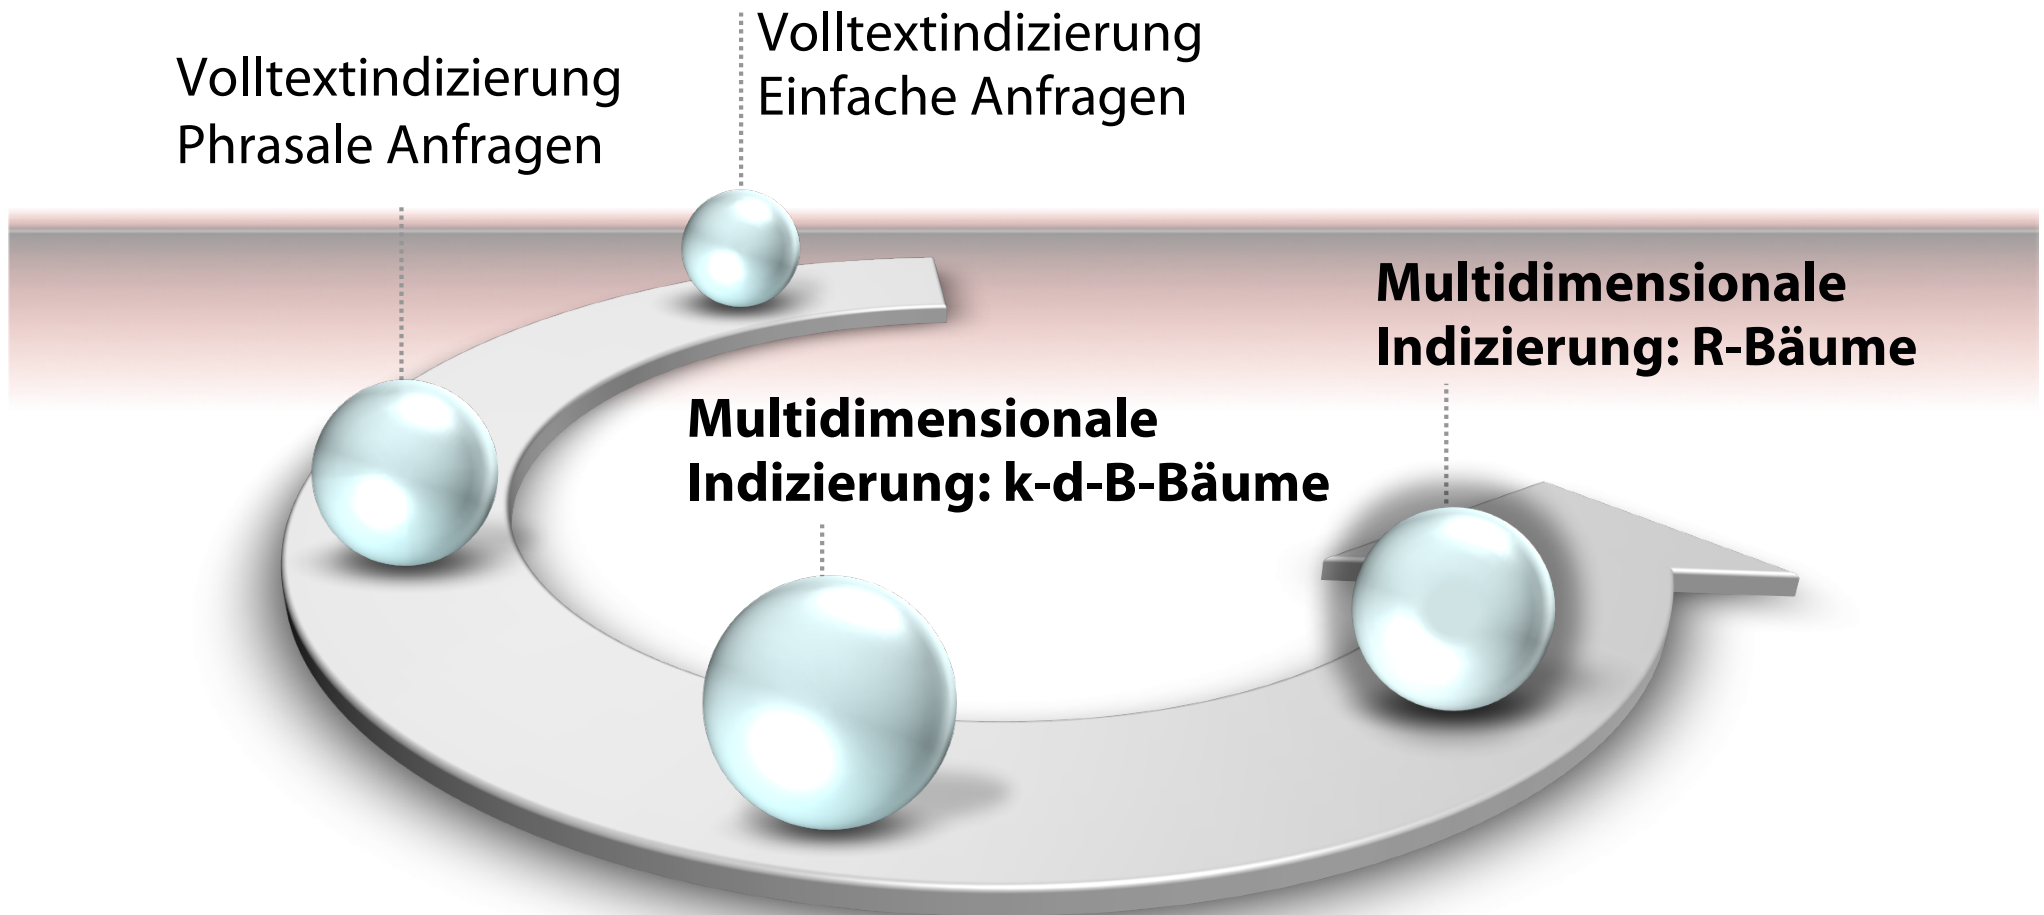 Volltextindizierung
Einfache Anfragen
Volltextindizierung
Phrasale Anfragen
Multidimensionale
Indizierung: k-d-B-Bäume
Multidimensionale
Indizierung: R-Bäume